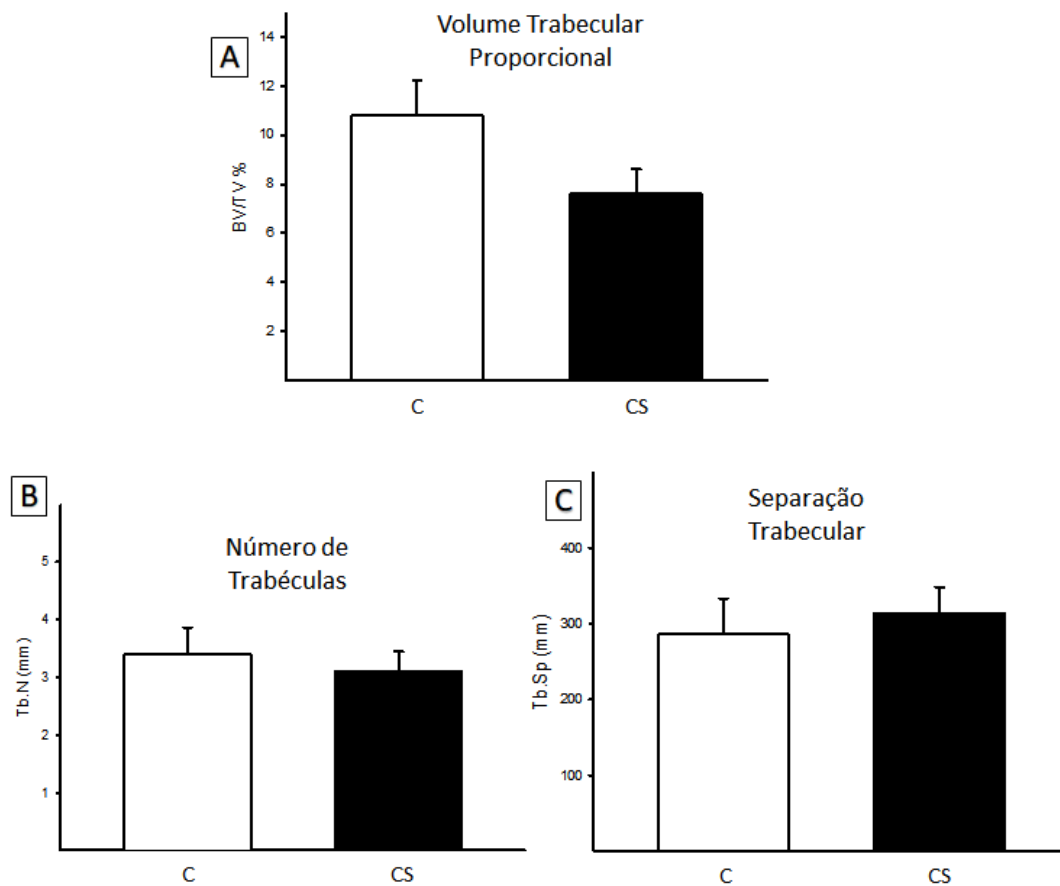 A
Volume Trabecular
Proporcional
BV/TV %
14
12
10
8
6
4
2
C
CS
B
Número de
Trabéculas
Tb.N (mm)
5
4
3
2
1
C
CS
C
Separação
Trabecular
Tb.Sp (mm)
400
300
200
100
C
CS